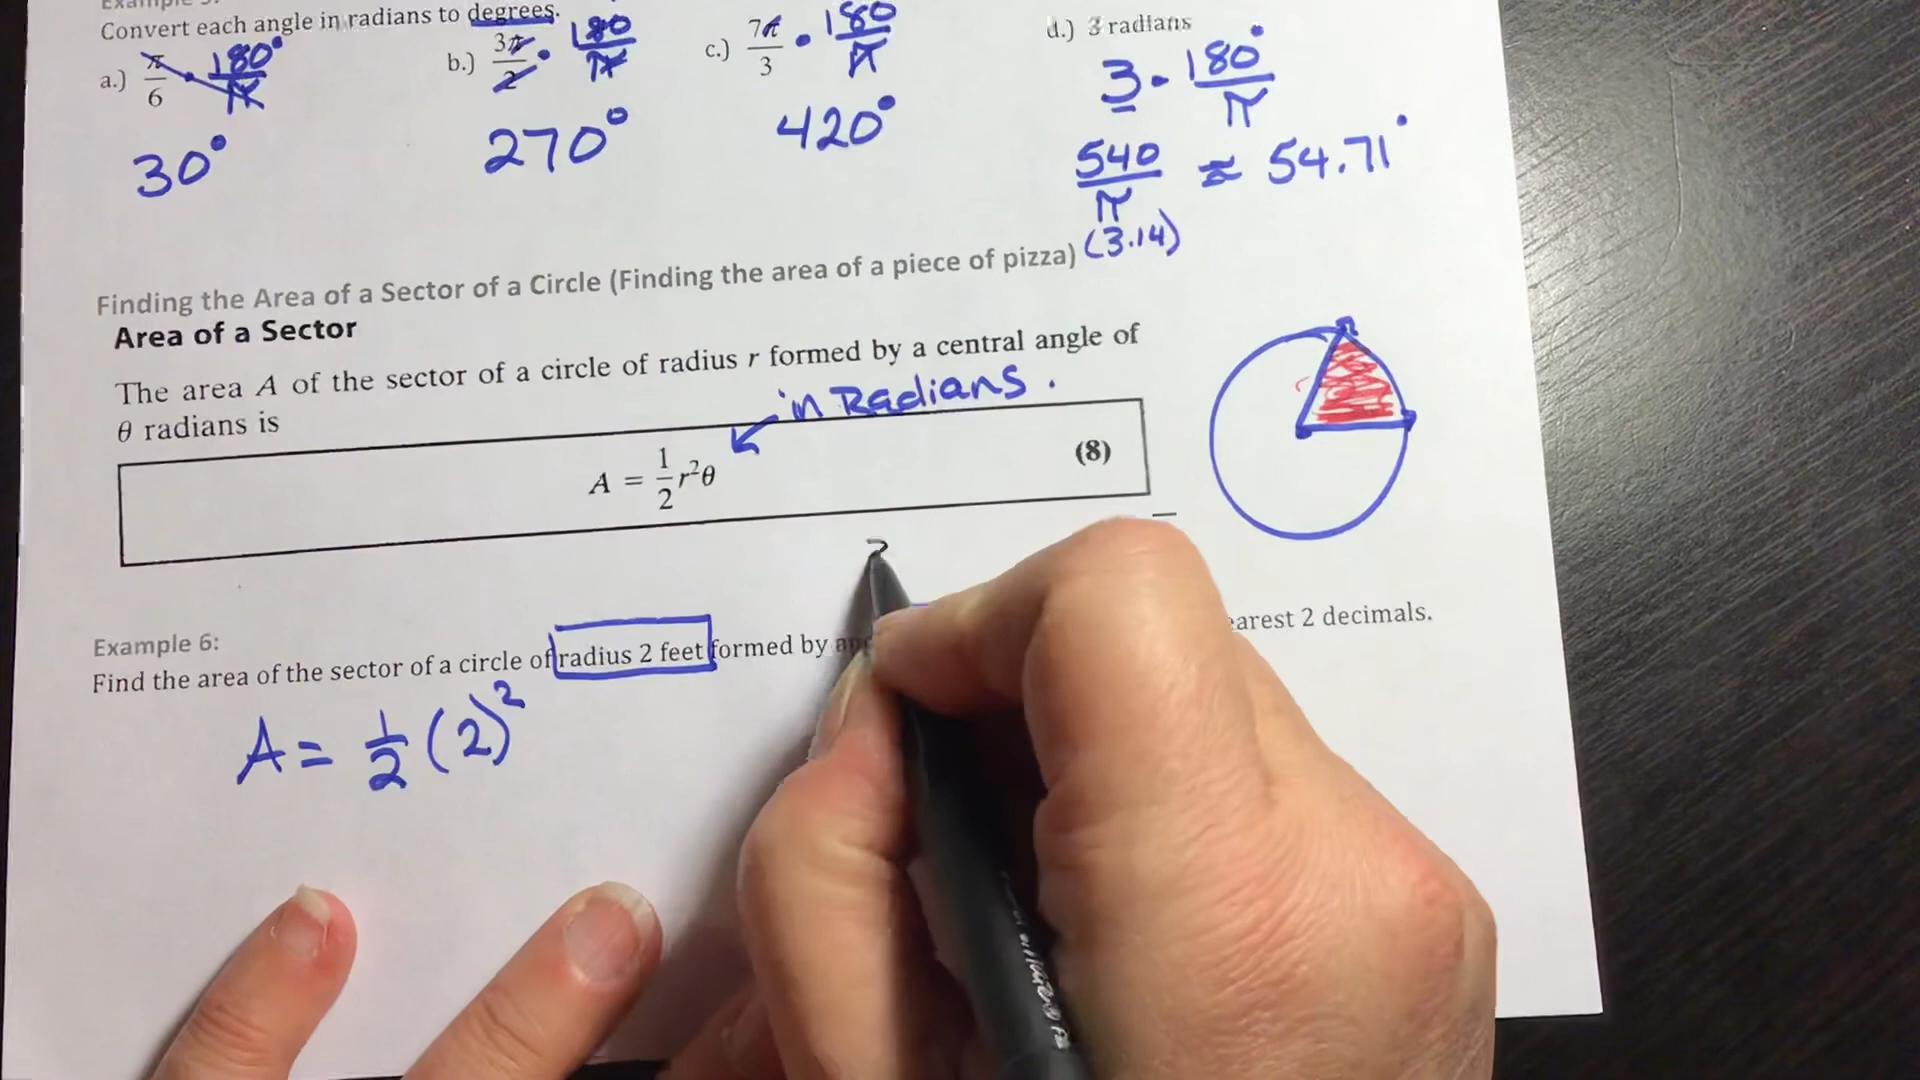 Convert each angle in radians to degrees.
a.) π/6 · 180°/π
b.) 3π/2 · 180/π
c.) 7π/3 · 180/π
d.) 3 radians
3 · 180°/π
30°
270°
420°
540/π ≈ 54.71°
(3.14)
Finding the Area of a Sector of a Circle (Finding the area of a piece of pizza)
Area of a Sector
The area A of the sector of a circle of radius r formed by a central angle of
θ radians is
in Radians.
A = 1/2 r²θ (8)
Example 6:
Find the area of the sector of a circle of radius 2 feet formed by earest 2 decimals.
A = 1/2 (2)²